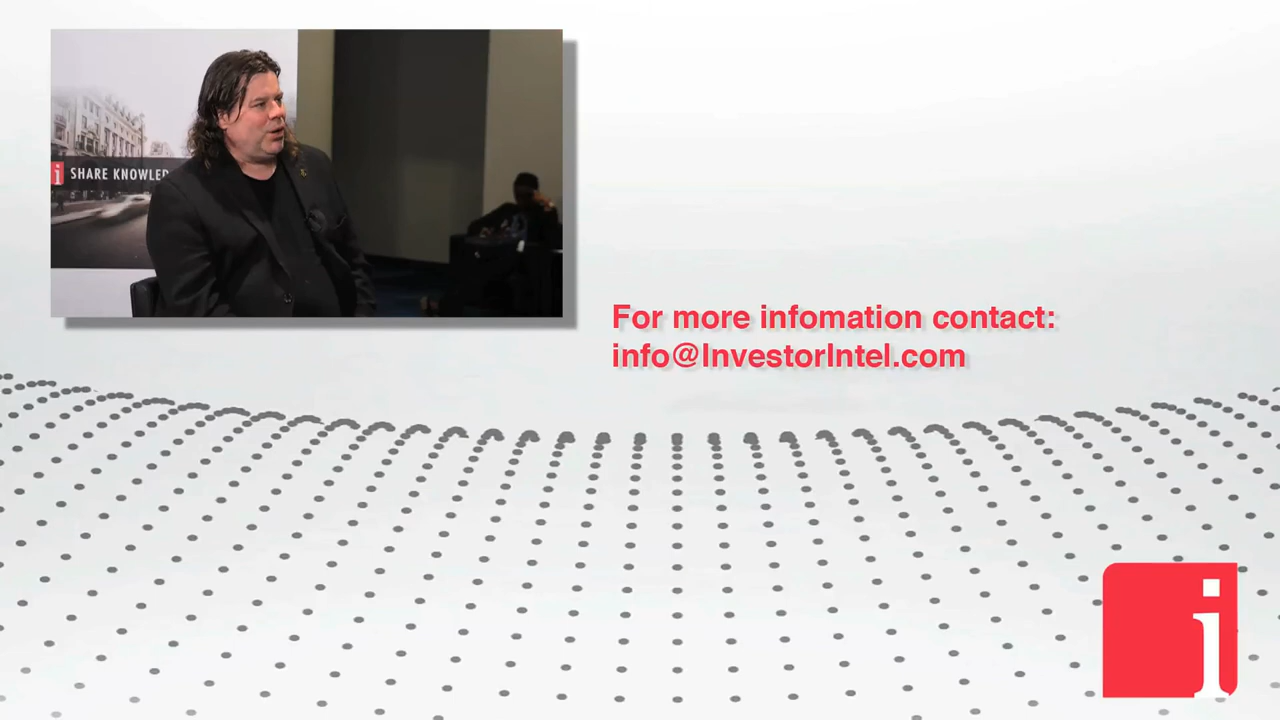 i SHARE KNOWLED
For more infomation contact:
info@InvestorIntel.com
i